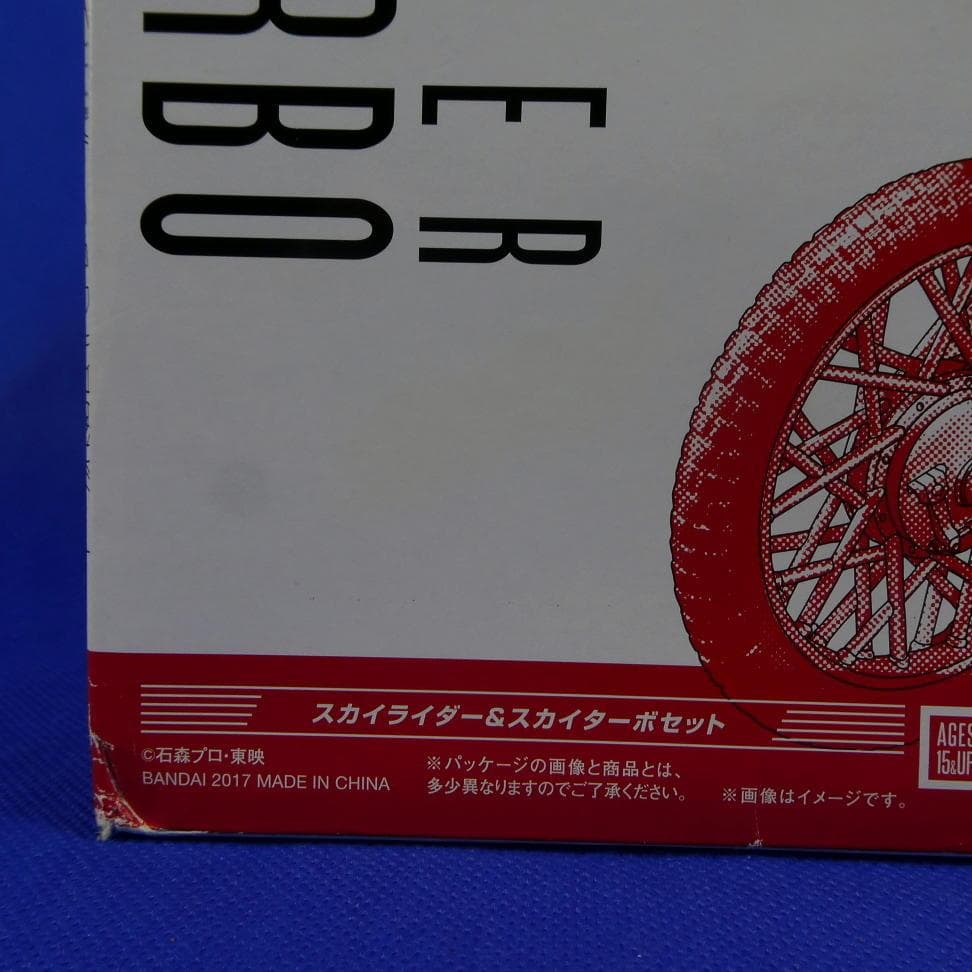 RBO
ER
スカイライダー&スカイターボセット
©石森プロ・東映
BANDAI 2017 MADE IN CHINA
※パッケージの画像と商品とは、
多少異なりますのでご了承ください。
※画像はイメージです。
AGES
15&UP